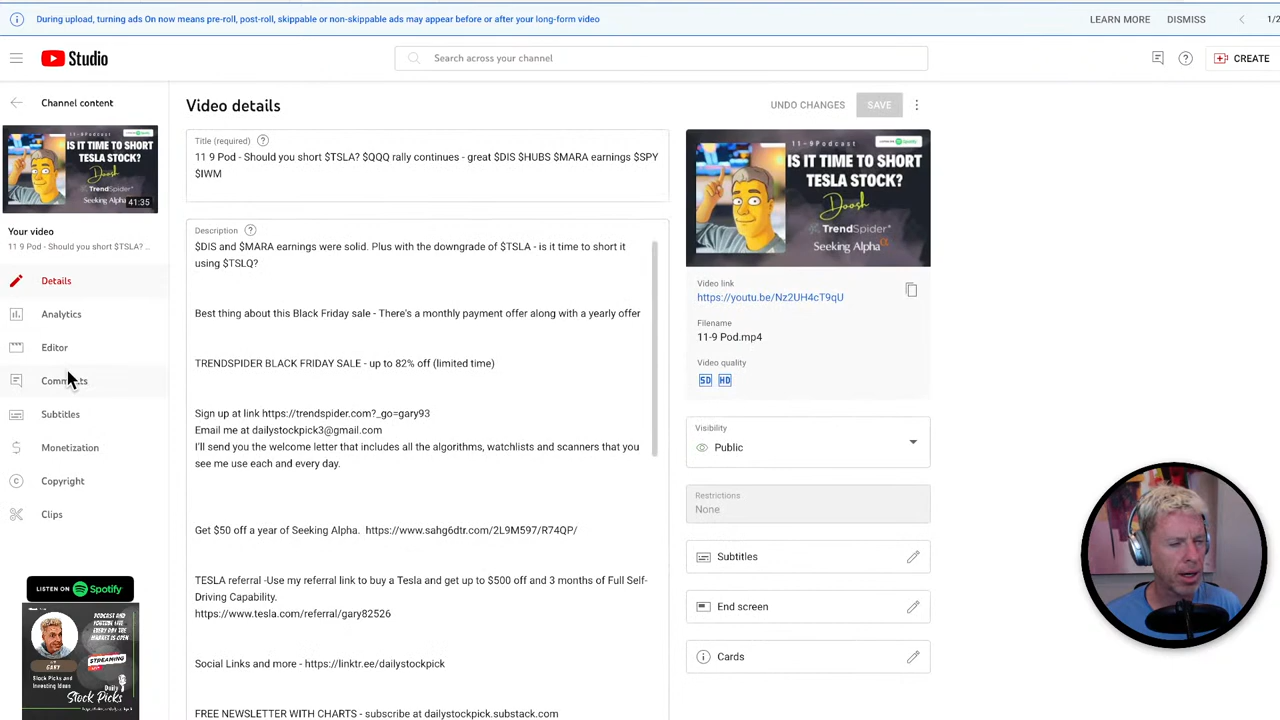 During upload, turning ads On now means pre-roll, post-roll, skippable or non-skippable ads may appear before or after your long-form video
LEARN MORE
DISMISS
1/2
Studio
Search across your channel
CREATE
Channel content
11-9Podcast
IS IT TIME TO SHORT
TESLA STOCK?
Doosh
TrendSpider
Seeking Alpha α
41:35
Your video
11 9 Pod - Should you short $TSLA? ...
Details
Analytics
Editor
Comments
Subtitles
Monetization
Copyright
Clips
LISTEN ON
Spotify
PODCAST AND
YOUTUBE LIVE
EVERY DAY THE
MARKET IS OPEN
GARY
STREAMING
Stock Picks and
Investing Ideas
Daily
Stock Picks
Video details
UNDO CHANGES
SAVE
Title (required)
11 9 Pod - Should you short $TSLA? $QQQ rally continues - great $DIS $HUBS $MARA earnings $SPY
$IWM
Description
$DIS and $MARA earnings were solid. Plus with the downgrade of $TSLA - is it time to short it
using $TSLQ?
Best thing about this Black Friday sale - There's a monthly payment offer along with a yearly offer
TRENDSPIDER BLACK FRIDAY SALE - up to 82% off (limited time)
Sign up at link https://trendspider.com?_go=gary93
Email me at dailystockpick3@gmail.com
I'll send you the welcome letter that includes all the algorithms, watchlists and scanners that you
see me use each and every day.
Get $50 off a year of Seeking Alpha. https://www.sahg6dtr.com/2L9M597/R74QP/
TESLA referral -Use my referral link to buy a Tesla and get up to $500 off and 3 months of Full Self-
Driving Capability.
https://www.tesla.com/referral/gary82526
Social Links and more - https://linktr.ee/dailystockpick
FREE NEWSLETTER WITH CHARTS - subscribe at dailystockpick.substack.com
11-9Podcast
IS IT TIME TO SHORT
TESLA STOCK?
Doosh
TrendSpider
Seeking Alpha α
Video link
https://youtu.be/Nz2UH4cT9qU
Filename
11-9 Pod.mp4
Video quality
SD
HD
Visibility
Public
Restrictions
None
Subtitles
End screen
Cards